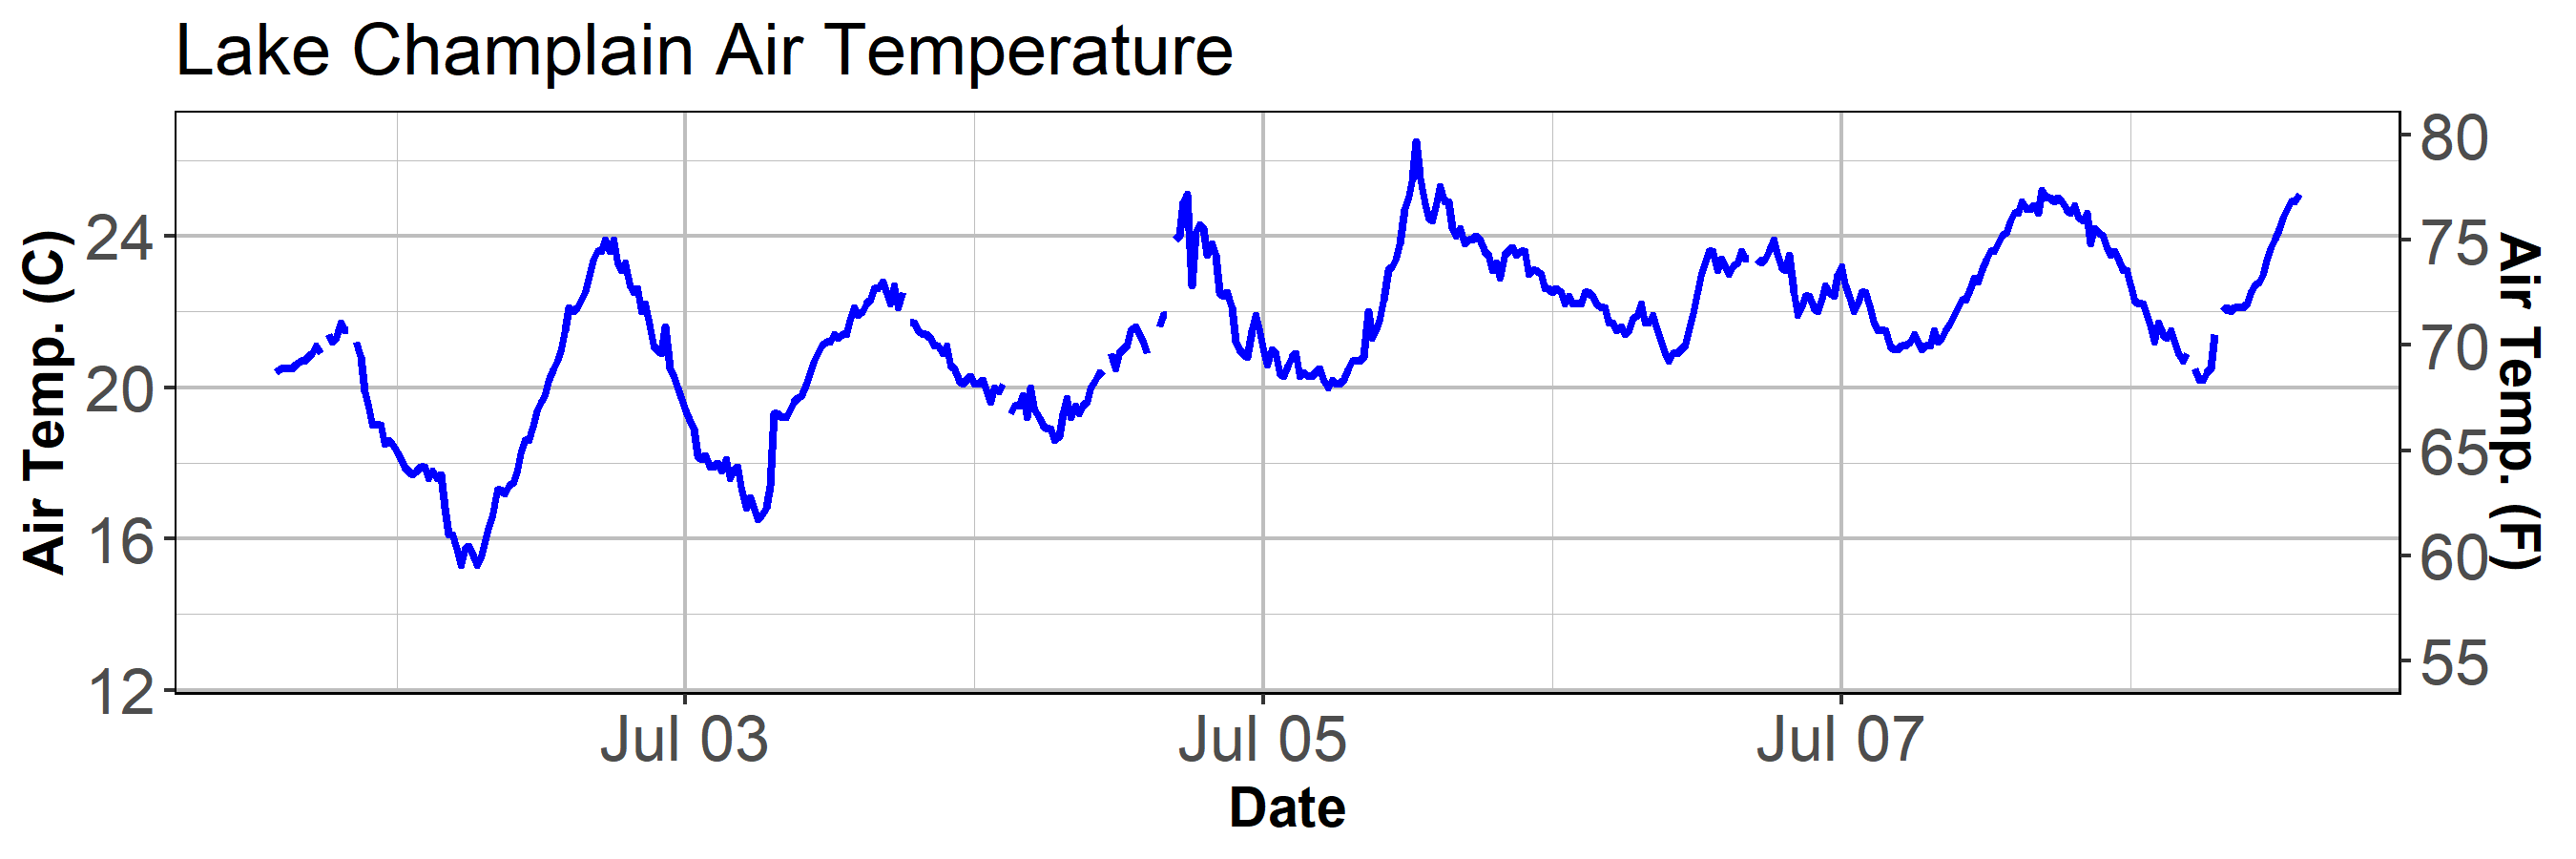 Lake Champlain Air Temperature
Air Temp. (C)
24
20
16
12
80
75
70
65
60
55
Air Temp. (F)
Jul 03
Jul 05
Jul 07
Date